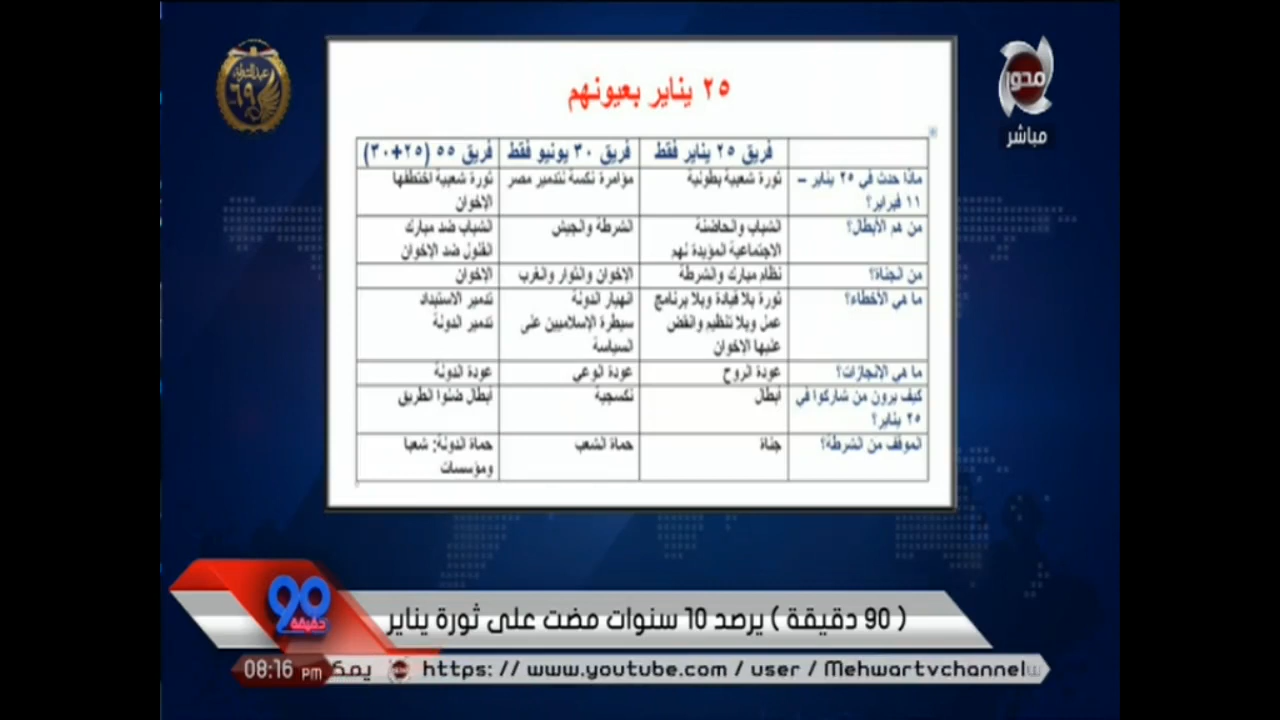 عيد الشرطة
٦٩
محور
مباشر
٢٥ يناير بعيونهم
فريق ٢٥ يناير فقط
فريق ٣٠ يونيو فقط
فريق ٥٥ (٢٥+٣٠)
ماذا حدث في ٢٥ يناير –
١١ فبراير؟
ثورة شعبية بطولية
مؤامرة نكسة لتدمير مصر
ثورة شعبية اختطفها
الإخوان
من هم الأبطال؟
الشباب والحاضنة
الاجتماعية المؤيدة لهم
الشرطة والجيش
الشباب ضد مبارك
الفلول ضد الإخوان
من الجناة؟
نظام مبارك والشرطة
الإخوان والثوار والغرب
الإخوان
ما هي الأخطاء؟
ثورة بلا قيادة وبلا برنامج
عمل وبلا تنظيم وانقض
عليها الإخوان
انهيار الدولة
سيطرة الإسلاميين على
السياسة
تدمير الاستبداد
تدمير الدولة
ما هي الإنجازات؟
عودة الروح
عودة الوعي
عودة الدولة
كيف يرون من شاركوا في
٢٥ يناير؟
أبطال
نكسجية
أبطال ضلوا الطريق
الموقف من الشرطة؟
جناة
حماة الشعب
حماة الدولة: شعبا
ومؤسسات
90
دقيقة
( 90 دقيقة ) يرصد 10 سنوات مضت على ثورة يناير
08:16 PM
يمك
محور
https: // www.youtube.com / user / Mehwartvchannel